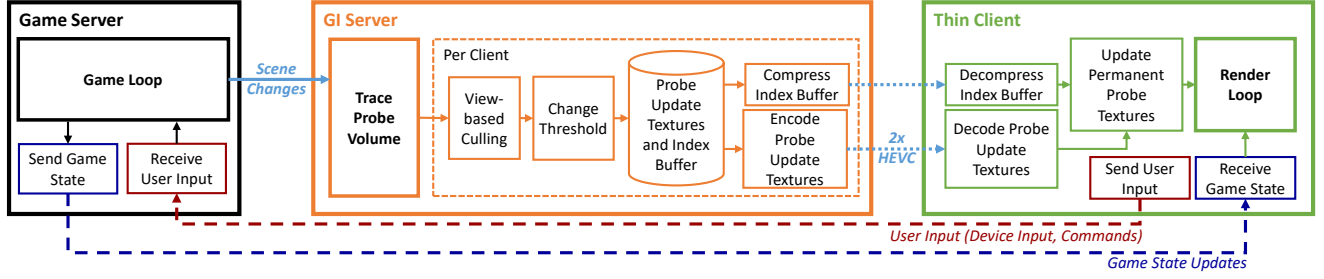 Game Server
Game Loop
Send Game
State
Receive
User Input
Scene
Changes
GI Server
Trace
Probe
Volume
Per Client
View-
based
Culling
Change
Threshold
Probe
Update
Textures
and Index
Buffer
Compress
Index Buffer
Encode
Probe
Update
Textures
2x
HEVC
Thin Client
Decompress
Index Buffer
Decode Probe
Update
Textures
Update
Permanent
Probe
Textures
Render
Loop
Send User
Input
Receive
Game State
User Input (Device Input, Commands)
Game State Updates